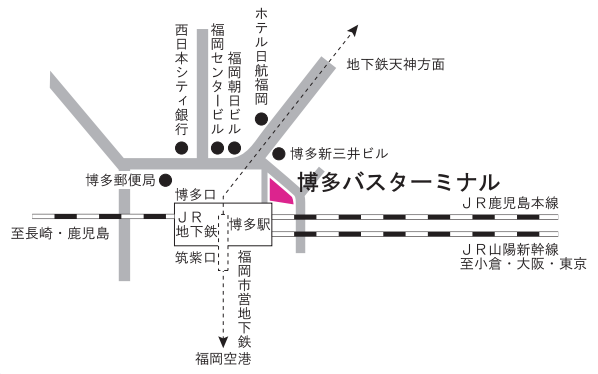 西日本シティ銀行
福岡センタービル
福岡朝日ビル
ホテル日航福岡
地下鉄天神方面
博多新三井ビル
博多郵便局
博多バスターミナル
博多口
JR鹿児島本線
JR
地下鉄
博多駅
至長崎・鹿児島
筑紫口
福岡市営地下鉄
JR山陽新幹線
至小倉・大阪・東京
福岡空港